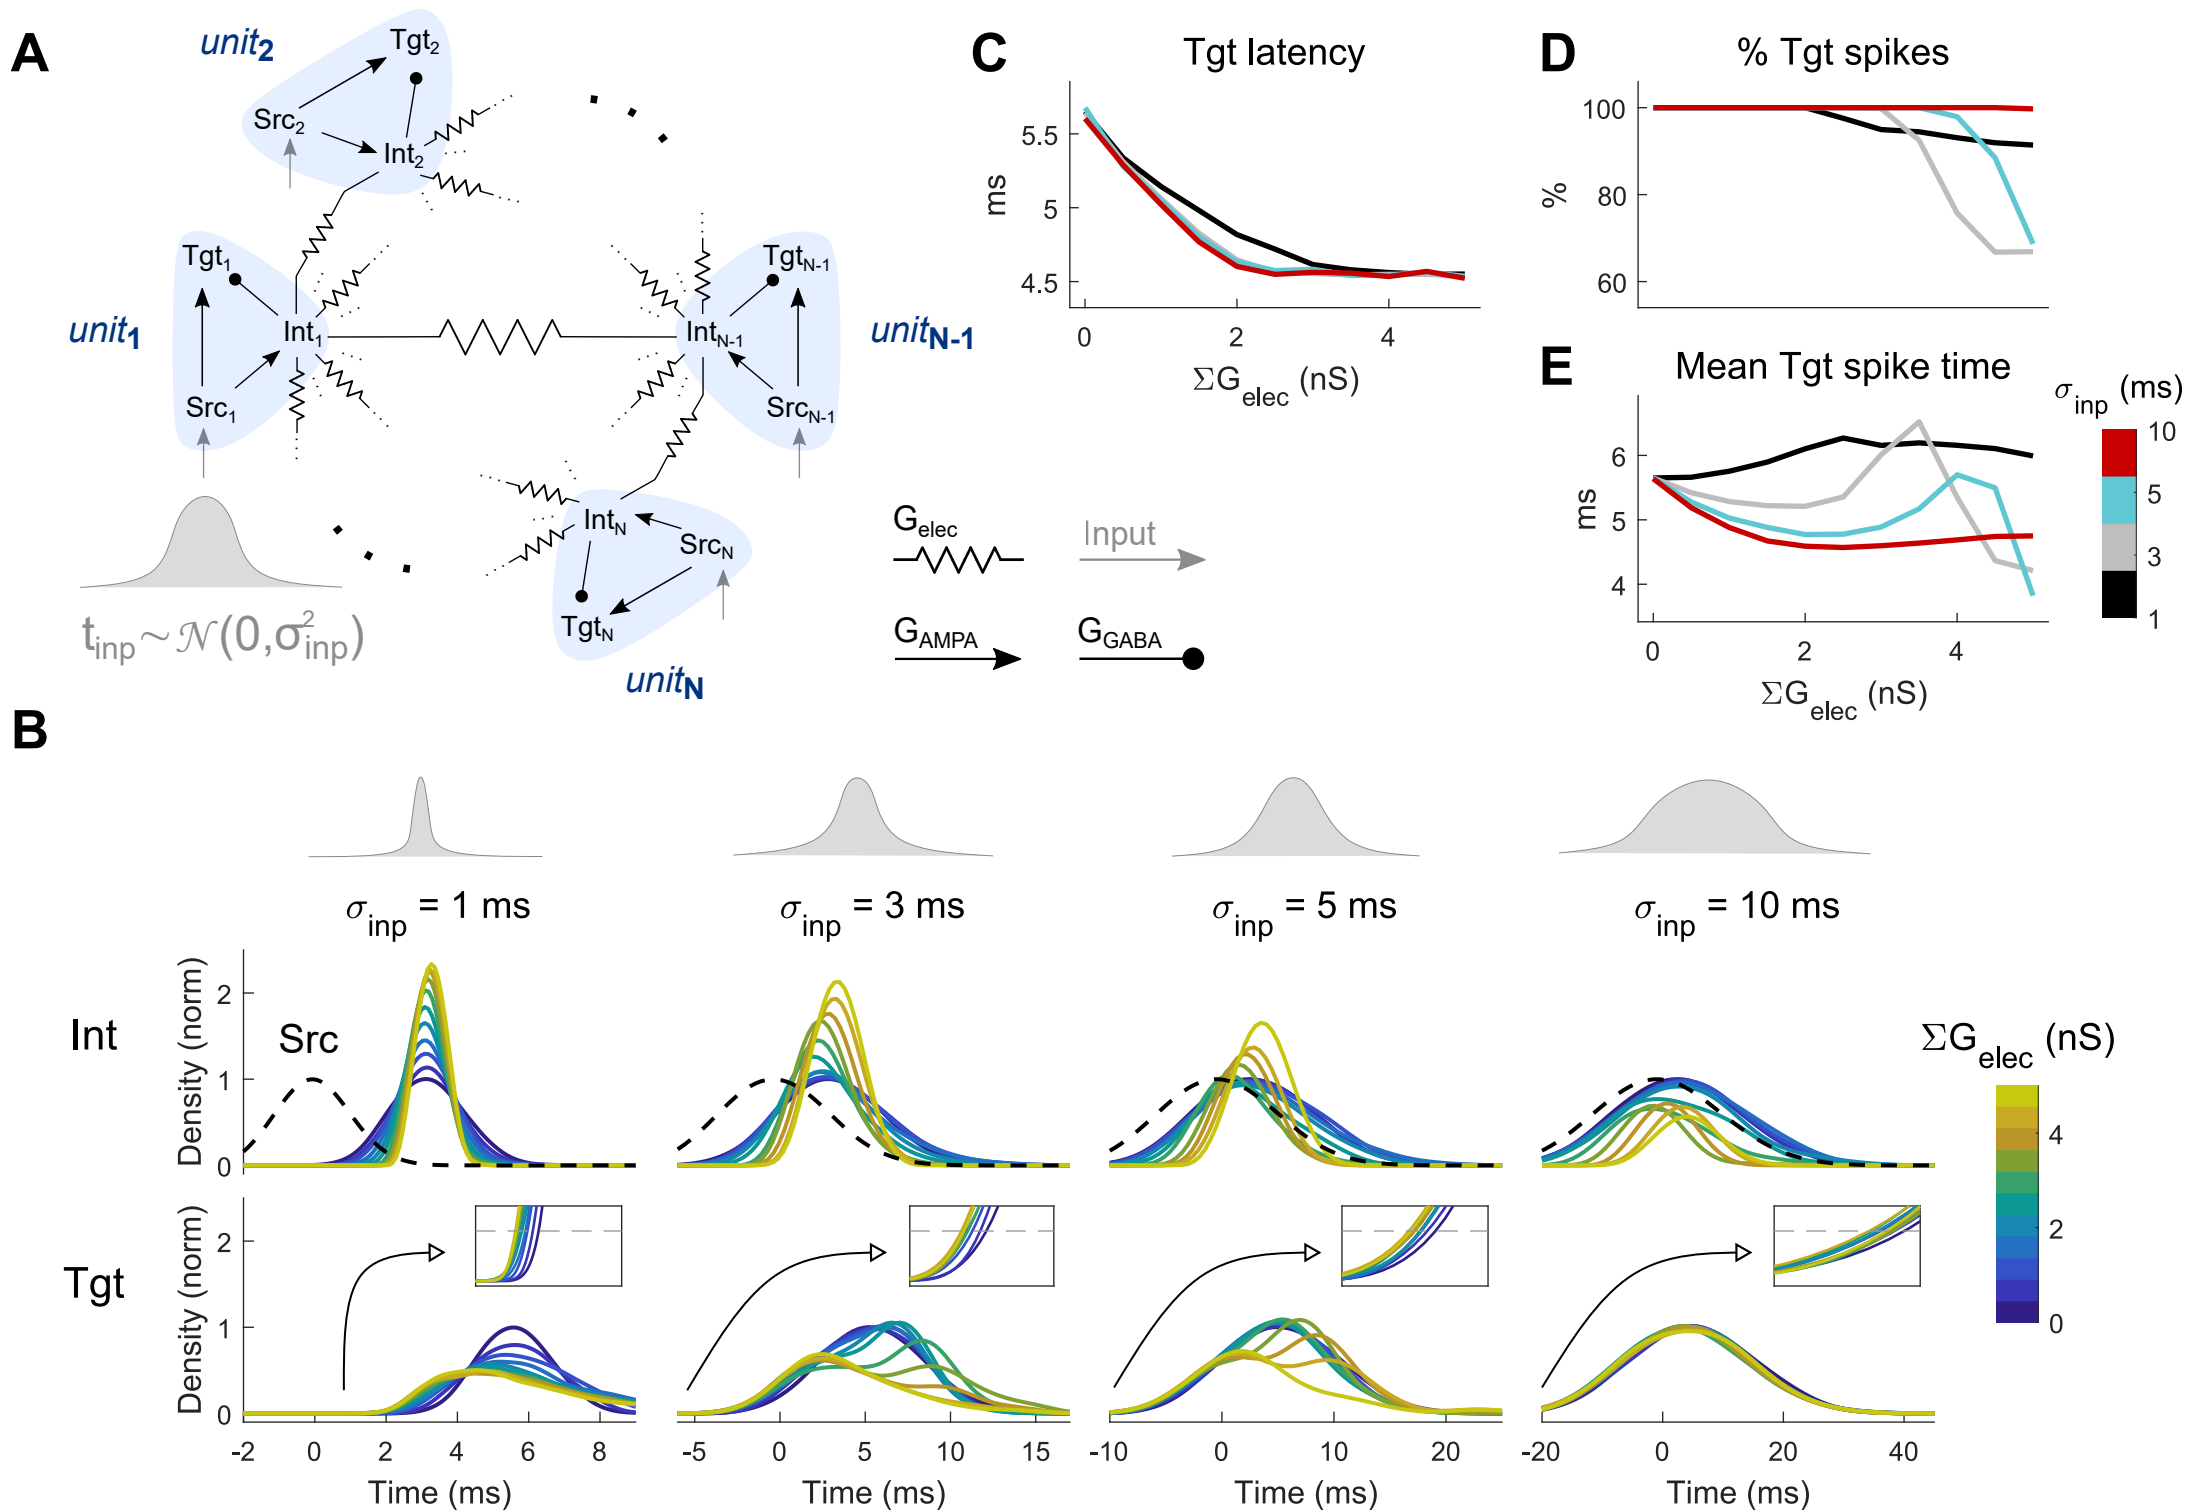 A
unit2
Tgt2
Src2
Int2
Tgt1
unit1
Int1
Src1
TgtN-1
IntN-1
unitN-1
SrcN-1
IntN
SrcN
TgtN
unitN
tinp~𝒩(0,σ²inp)
Gelec
Input
GAMPA
GGABA
C
Tgt latency
ms
5.5
5
4.5
0
2
4
ΣGelec (nS)
D
% Tgt spikes
%
100
80
60
E
Mean Tgt spike time
ms
6
5
4
0
2
4
ΣGelec (nS)
σinp (ms)
10
5
3
1
B
σinp = 1 ms
σinp = 3 ms
σinp = 5 ms
σinp = 10 ms
Int
Density (norm)
2
1
0
Src
Tgt
Density (norm)
2
1
0
-2 0 2 4 6 8
Time (ms)
-5 0 5 10 15
Time (ms)
-10 0 10 20
Time (ms)
-20 0 20 40
Time (ms)
ΣGelec (nS)
4
2
0